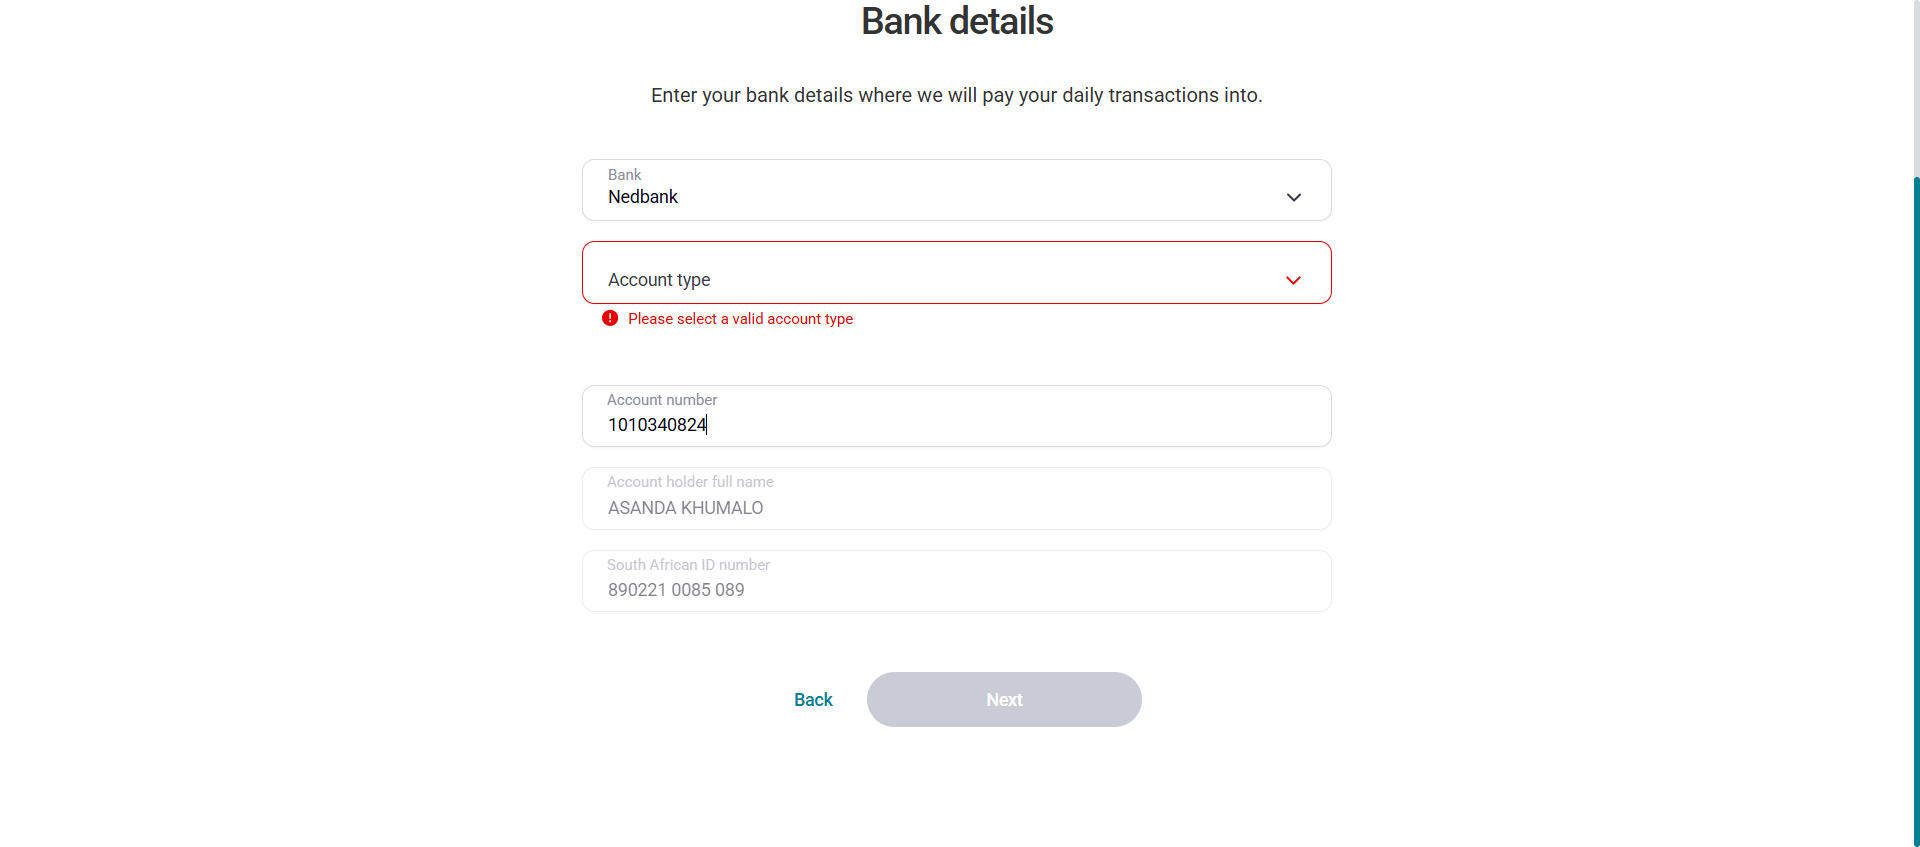 Bank details
Enter your bank details where we will pay your daily transactions into.
Bank
Nedbank
Account type
Please select a valid account type
Account number
1010340824
Account holder full name
ASANDA KHUMALO
South African ID number
890221 0085 089
Back
Next